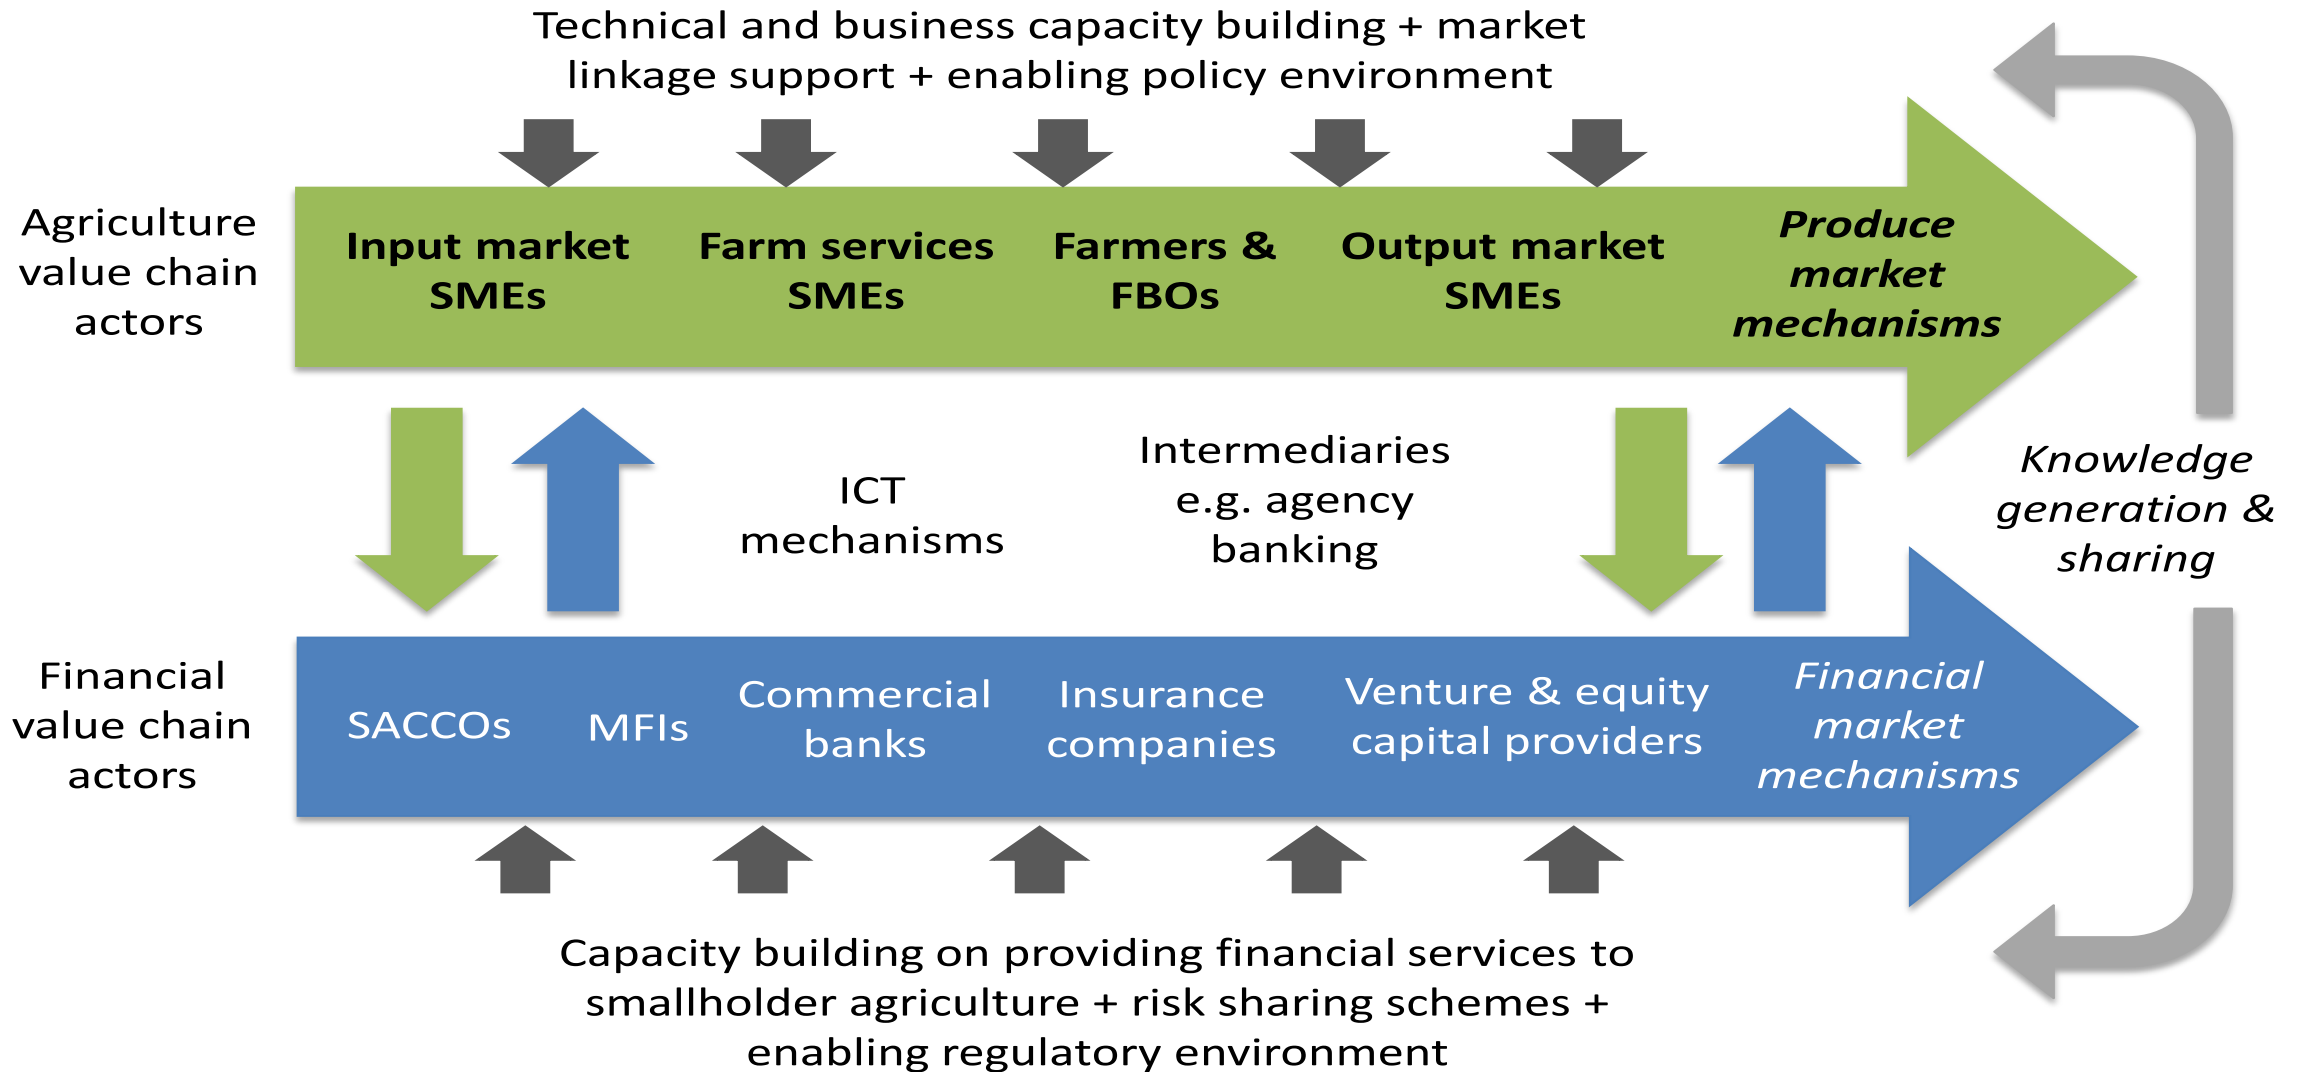 Technical and business capacity building + market
linkage support + enabling policy environment
Agriculture
value chain
actors
Input market
SMEs
Farm services
SMEs
Farmers &
FBOs
Output market
SMEs
Produce
market
mechanisms
ICT
mechanisms
Intermediaries
e.g. agency
banking
Knowledge
generation &
sharing
Financial
value chain
actors
SACCOs
MFIs
Commercial
banks
Insurance
companies
Venture & equity
capital providers
Financial
market
mechanisms
Capacity building on providing financial services to
smallholder agriculture + risk sharing schemes +
enabling regulatory environment